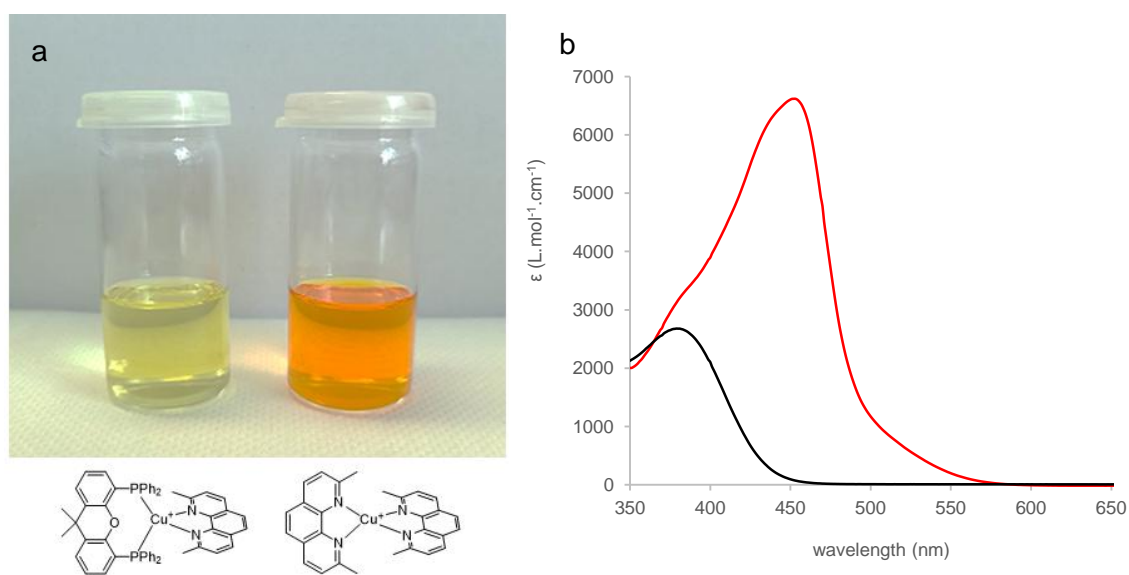 a
b
7000
6000
5000
4000
3000
2000
1000
0
ε (L.mol⁻¹.cm⁻¹)
350 400 450 500 550 600 650
wavelength (nm)
PPh₂
O
Cu⁺
N
N
PPh₂
N
N
Cu⁺
N
N